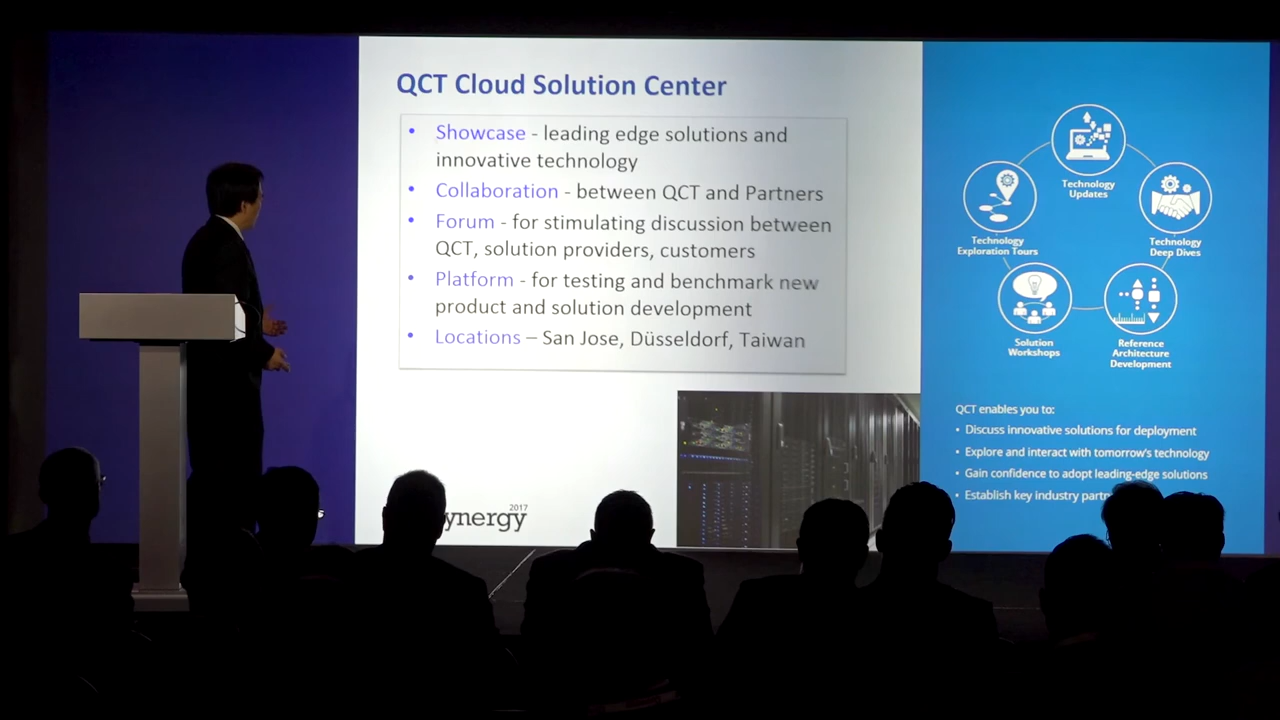 QCT Cloud Solution Center
• Showcase - leading edge solutions and
innovative technology
• Collaboration - between QCT and Partners
• Forum - for stimulating discussion between
QCT, solution providers, customers
• Platform - for testing and benchmark new
product and solution development
• Locations – San Jose, Düsseldorf, Taiwan
2017
Technology
Updates
Technology
Exploration Tours
Technology
Deep Dives
Solution
Workshops
Reference
Architecture
Development
QCT enables you to:
• Discuss innovative solutions for deployment
• Explore and interact with tomorrow's technology
• Gain confidence to adopt leading-edge solutions
• Establish key industry